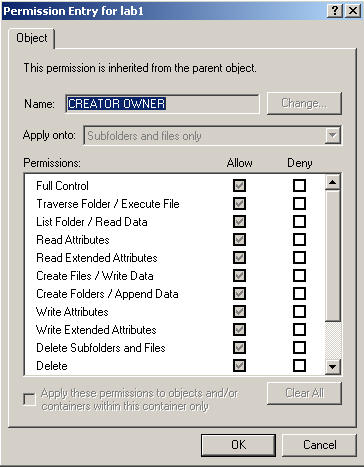 Permission Entry for lab1
Object
This permission is inherited from the parent object.
Name: CREATOR OWNER Change...
Apply onto: Subfolders and files only
Permissions: Allow Deny
Full Control
Traverse Folder / Execute File
List Folder / Read Data
Read Attributes
Read Extended Attributes
Create Files / Write Data
Create Folders / Append Data
Write Attributes
Write Extended Attributes
Delete Subfolders and Files
Delete
Apply these permissions to objects and/or
containers within this container only
Clear All
OK Cancel